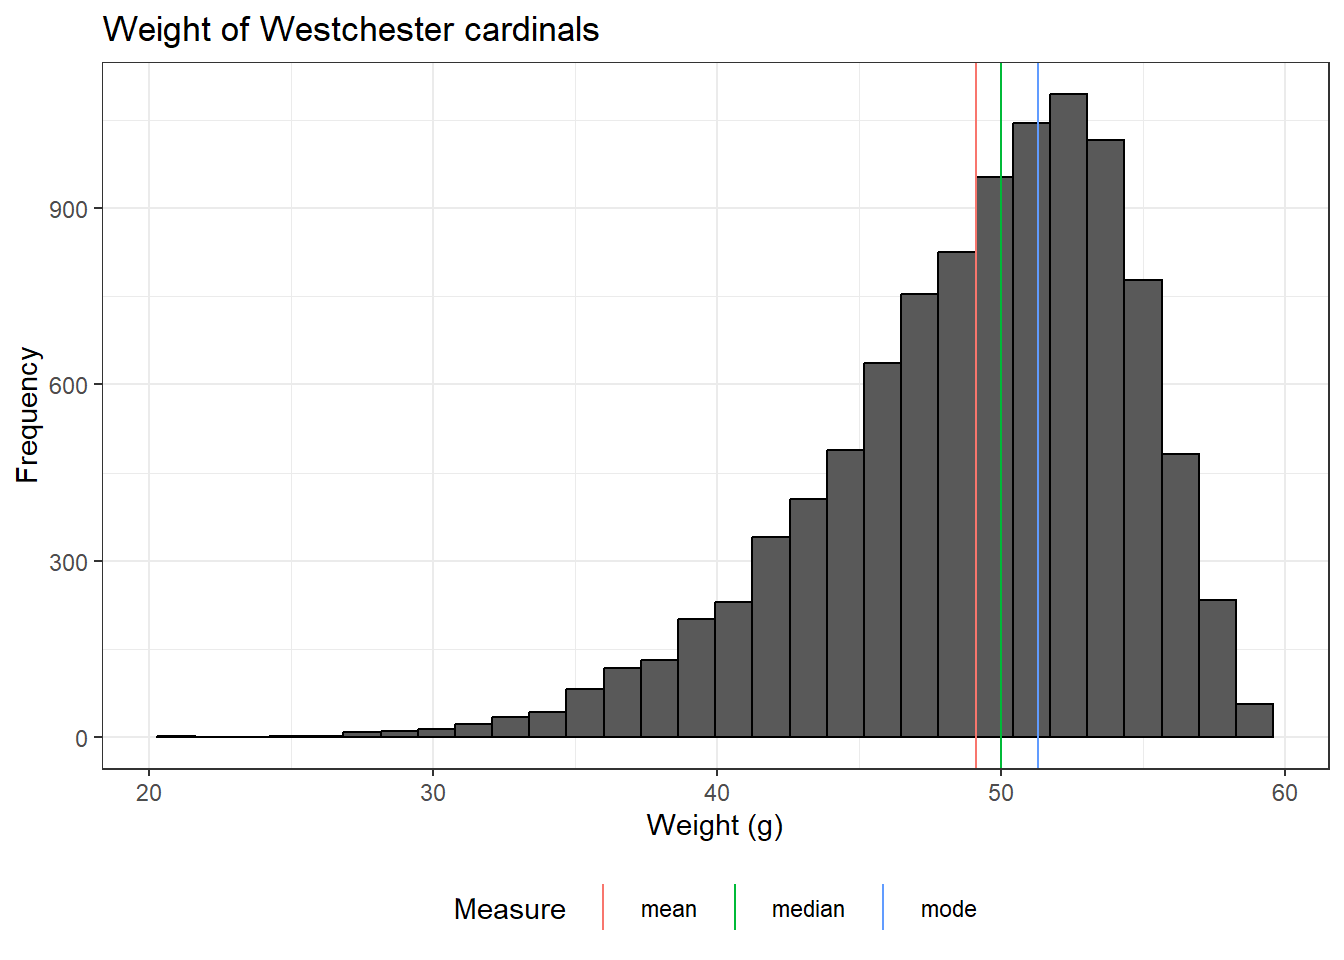 Weight of Westchester cardinals
Frequency
900
600
300
0
20 30 40 50 60
Weight (g)
Measure mean median mode